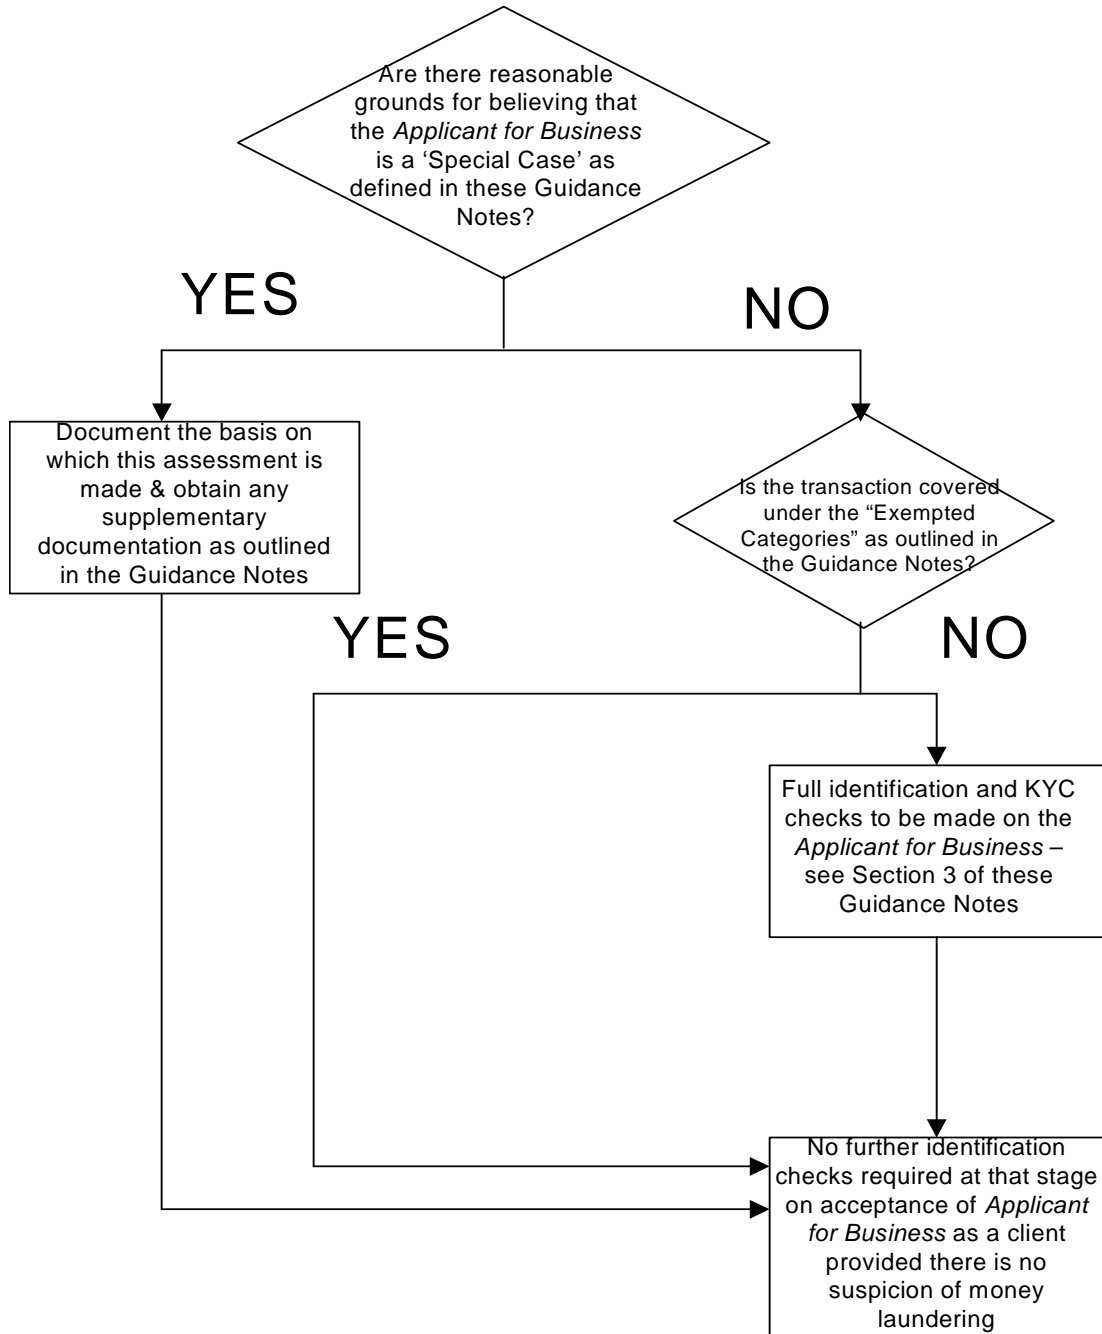 Are there reasonable
grounds for believing that
the Applicant for Business
is a ‘Special Case’ as
defined in these Guidance
Notes?
YES
NO
Document the basis on
which this assessment is
made & obtain any
supplementary
documentation as outlined
in the Guidance Notes
Is the transaction covered
under the “Exempted
Categories” as outlined in
the Guidance Notes?
YES
NO
Full identification and KYC
checks to be made on the
Applicant for Business –
see Section 3 of these
Guidance Notes
No further identification
checks required at that stage
on acceptance of Applicant
for Business as a client
provided there is no
suspicion of money
laundering